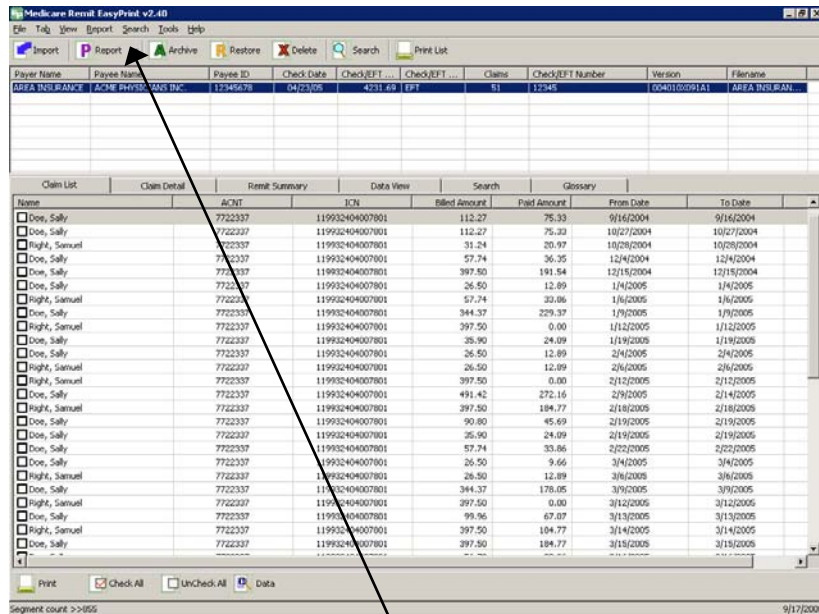 Medicare Remit EasyPrint v2.40
File Tab View Report Search Tools Help
Import Report Archive Restore Delete Search Print List
Payer Name Payee Name Payee ID Check Date Check/EFT ... Check/EFT ... Claims Check/EFT Number Version Filename
AREA INSURANCE ACME PHYSICIANS INC. 12345678 04/23/05 4231.69 EFT 51 12345 004010X091A1 AREA INSURAN...
Claim List Claim Detail Remit Summary Data View Search Glossary
Name ACNT ICN Billed Amount Paid Amount From Date To Date
Doe, Sally 7722337 119932404007801 112.27 75.33 9/16/2004 9/16/2004
Doe, Sally 7722337 119932404007801 112.27 75.33 10/27/2004 10/27/2004
Right, Samuel 7722337 119932404007801 31.24 20.97 10/28/2004 10/28/2004
Doe, Sally 7722337 119932404007801 57.74 36.35 12/4/2004 12/4/2004
Doe, Sally 7722337 119932404007801 397.50 191.54 12/15/2004 12/15/2004
Doe, Sally 7722337 119932404007801 26.50 12.89 1/4/2005 1/4/2005
Right, Samuel 7722337 119932404007801 57.74 33.86 1/6/2005 1/6/2005
Doe, Sally 7722337 119932404007801 344.37 229.37 1/9/2005 1/9/2005
Right, Samuel 7722337 119932404007801 397.50 0.00 1/12/2005 1/12/2005
Doe, Sally 7722337 119932404007801 35.90 24.09 1/19/2005 1/19/2005
Doe, Sally 7722337 119932404007801 26.50 12.89 2/4/2005 2/4/2005
Right, Samuel 7722337 119932404007801 26.50 12.89 2/6/2005 2/6/2005
Right, Samuel 7722337 119932404007801 397.50 0.00 2/12/2005 2/12/2005
Doe, Sally 7722337 119932404007801 491.42 272.16 2/9/2005 2/14/2005
Right, Samuel 7722337 119932404007801 397.50 184.77 2/18/2005 2/18/2005
Doe, Sally 7722337 119932404007801 90.80 45.69 2/19/2005 2/19/2005
Doe, Sally 7722337 119932404007801 35.90 24.09 2/19/2005 2/19/2005
Doe, Sally 7722337 119932404007801 57.74 33.86 2/22/2005 2/22/2005
Doe, Sally 7722337 119932404007801 26.50 9.66 3/4/2005 3/4/2005
Right, Samuel 7722337 119932404007801 26.50 12.89 3/6/2005 3/6/2005
Doe, Sally 7722337 119932404007801 344.37 178.05 3/9/2005 3/9/2005
Right, Samuel 7722337 119932404007801 397.50 0.00 3/12/2005 3/12/2005
Doe, Sally 7722337 119932404007801 99.96 67.07 3/13/2005 3/13/2005
Right, Samuel 7722337 119932404007801 397.50 184.77 3/14/2005 3/14/2005
Doe, Sally 7722337 119932404007801 397.50 184.77 3/15/2005 3/15/2005
Print Check All UnCheck All Data
Segment count >>855 9/17/200